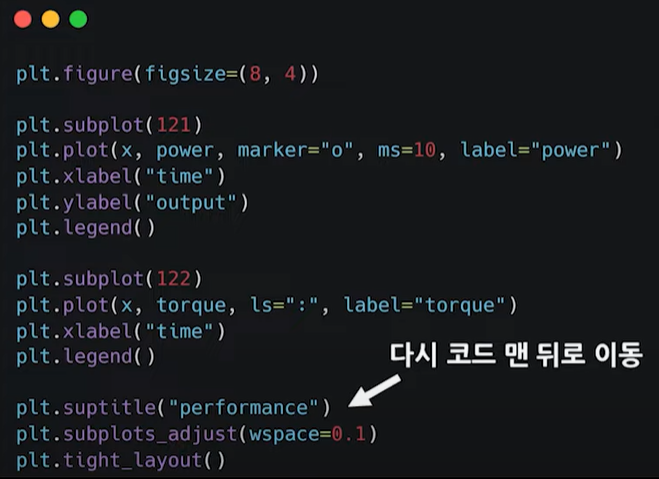 plt.figure(figsize=(8, 4))
plt.subplot(121)
plt.plot(x, power, marker="o", ms=10, label="power")
plt.xlabel("time")
plt.ylabel("output")
plt.legend()
plt.subplot(122)
plt.plot(x, torque, ls=":", label="torque")
plt.xlabel("time")
plt.legend()
다시 코드 맨 뒤로 이동
plt.suptitle("performance")
plt.subplots_adjust(wspace=0.1)
plt.tight_layout()